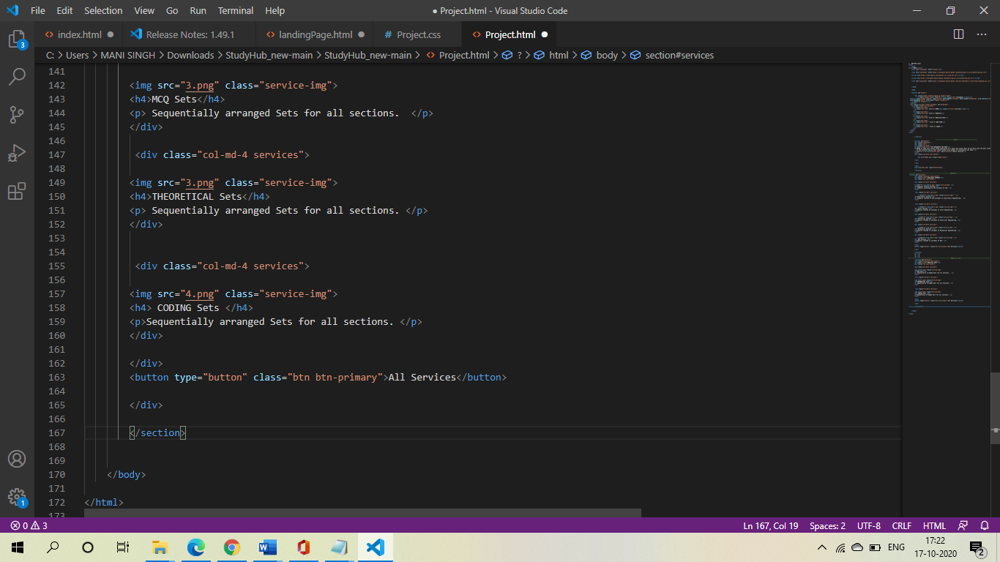 File Edit Selection View Go Run Terminal Help ● Project.html - Visual Studio Code
index.html ● Release Notes: 1.49.1 landingPage.html ● # Project.css Project.html ●
C: > Users > MANI SINGH > Downloads > StudyHub_new-main > StudyHub_new-main > Project.html > ? > html > body > section#services
3
141
142 <img src="3.png" class="service-img">
143 <h4>MCQ Sets</h4>
144 <p> Sequentially arranged Sets for all sections.  </p>
145 </div>
146
147 <div class="col-md-4 services">
148
149 <img src="3.png" class="service-img">
150 <h4>THEORETICAL Sets</h4>
151 <p> Sequentially arranged Sets for all sections. </p>
152 </div>
153
154
155 <div class="col-md-4 services">
156
157 <img src="4.png" class="service-img">
158 <h4> CODING Sets </h4>
159 <p>Sequentially arranged Sets for all sections. </p>
160 </div>
161
162 </div>
163 <button type="button" class="btn btn-primary">All Services</button>
164
165 </div>
166
167 </section>
168
169
170 </body>
171
172 </html>
173
1
0 3 Ln 167, Col 19 Spaces: 2 UTF-8 CRLF HTML
ENG 17:22
17-10-2020 2